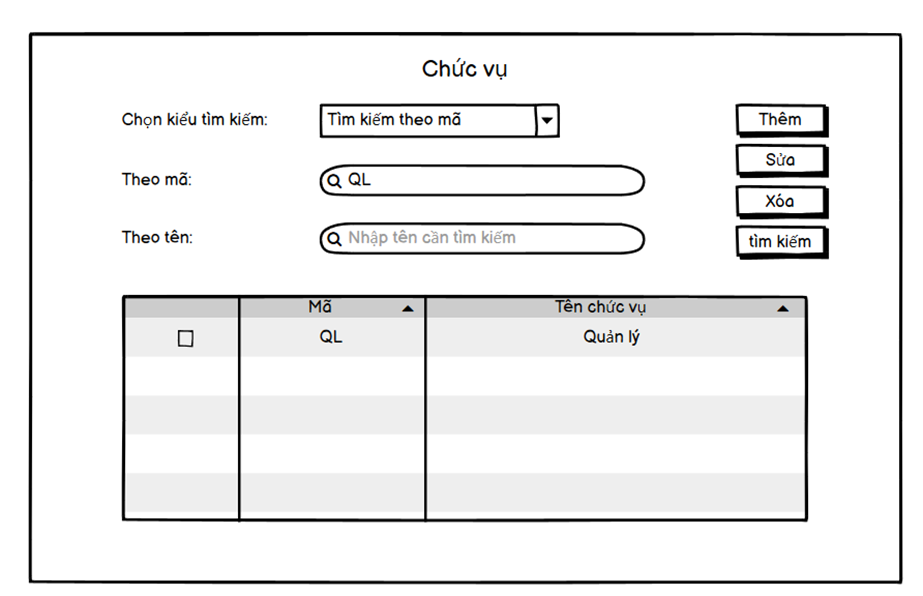 Chức vụ
Chọn kiểu tìm kiếm: Tìm kiếm theo mã Thêm
Sửa
Theo mã: QL
Xóa
Theo tên: Nhập tên cần tìm kiếm tìm kiếm
Mã Tên chức vụ
QL Quản lý